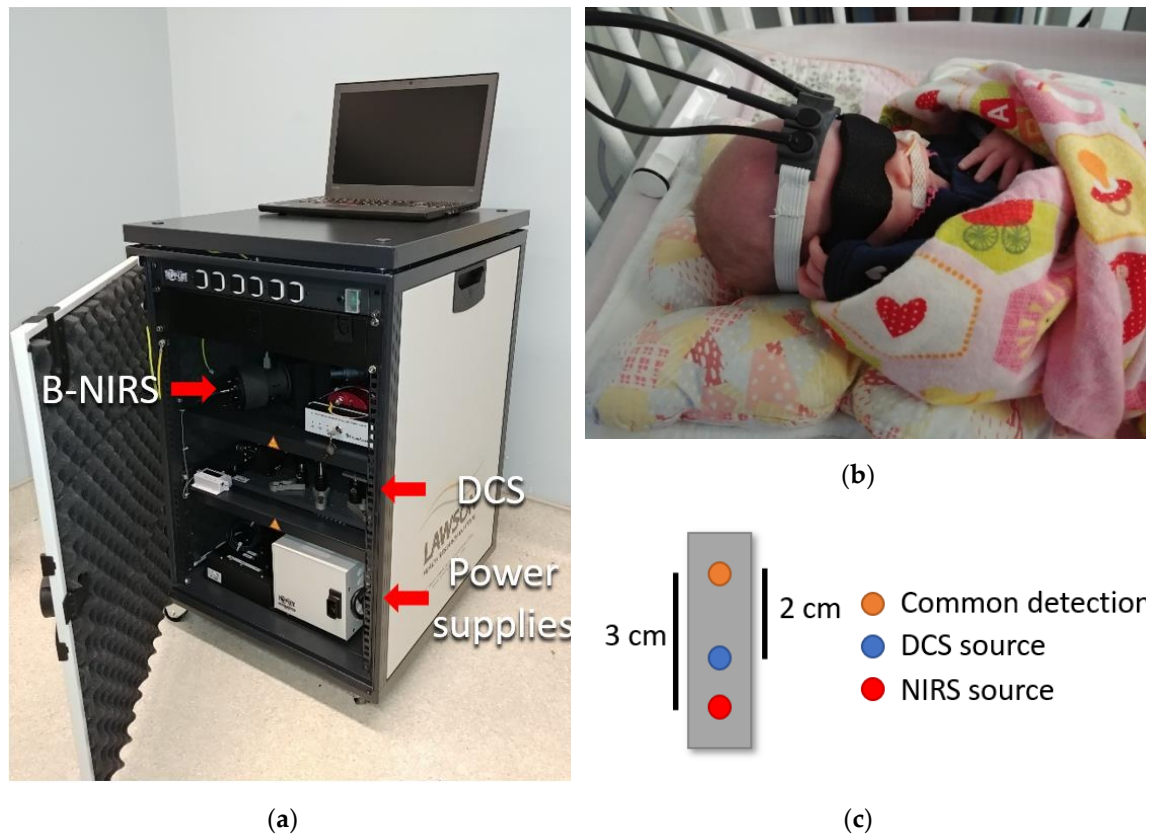 B-NIRS
DCS
LAWSON
Power
supplies
(a)
A
(b)
3 cm
2 cm
Common detection
DCS source
NIRS source
(c)